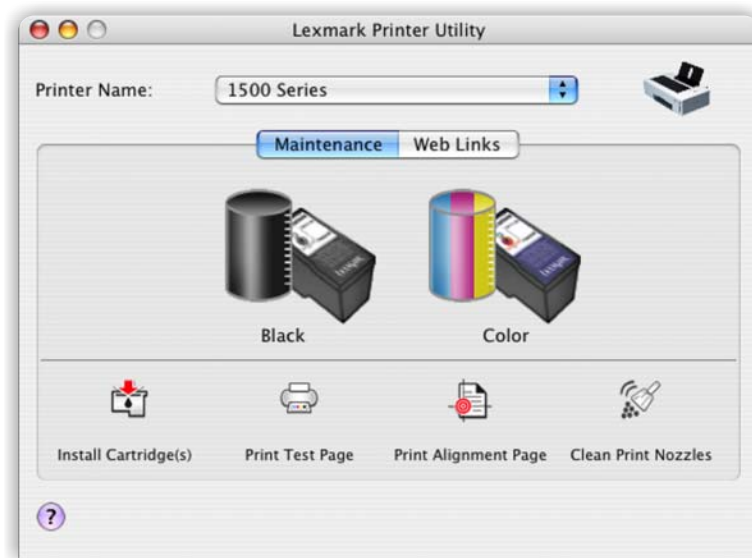 Lexmark Printer Utility
Printer Name:
1500 Series
Maintenance
Web Links
Black
Color
Install Cartridge(s)
Print Test Page
Print Alignment Page
Clean Print Nozzles
?